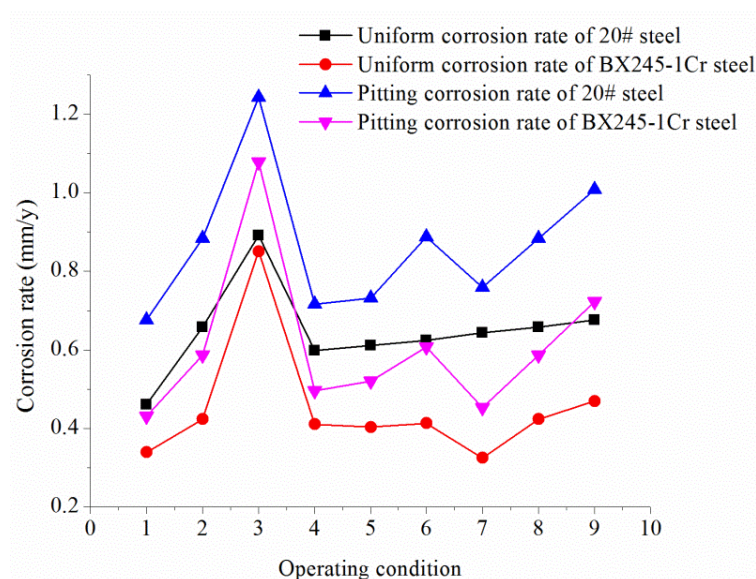 Uniform corrosion rate of 20# steel
Uniform corrosion rate of BX245-1Cr steel
Pitting corrosion rate of 20# steel
Pitting corrosion rate of BX245-1Cr steel
1.2
1.0
0.8
0.6
0.4
0.2
Corrosion rate (mm/y)
0 1 2 3 4 5 6 7 8 9 10
Operating condition